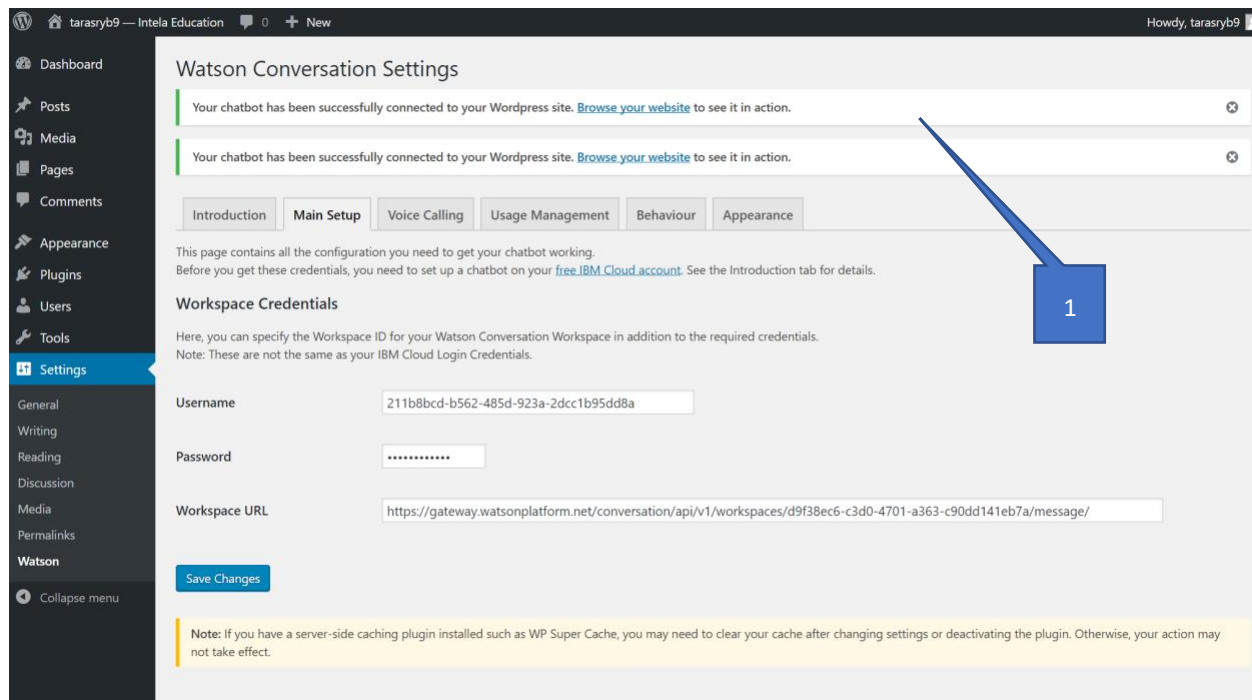 tarasryb9 — Intela Education 0 + New Howdy, tarasryb9
Dashboard
Posts
Media
Pages
Comments
Appearance
Plugins
Users
Tools
Settings
General
Writing
Reading
Discussion
Media
Permalinks
Watson
Collapse menu
Watson Conversation Settings
Your chatbot has been successfully connected to your Wordpress site. Browse your website to see it in action.
Your chatbot has been successfully connected to your Wordpress site. Browse your website to see it in action.
1
Introduction Main Setup Voice Calling Usage Management Behaviour Appearance
This page contains all the configuration you need to get your chatbot working.
Before you get these credentials, you need to set up a chatbot on your free IBM Cloud account. See the Introduction tab for details.
Workspace Credentials
Here, you can specify the Workspace ID for your Watson Conversation Workspace in addition to the required credentials.
Note: These are not the same as your IBM Cloud Login Credentials.
Username 211b8bcd-b562-485d-923a-2dcc1b95dd8a
Password ••••••••••••
Workspace URL https://gateway.watsonplatform.net/conversation/api/v1/workspaces/d9f38ec6-c3d0-4701-a363-c90dd141eb7a/message/
Save Changes
Note: If you have a server-side caching plugin installed such as WP Super Cache, you may need to clear your cache after changing settings or deactivating the plugin. Otherwise, your action may
not take effect.